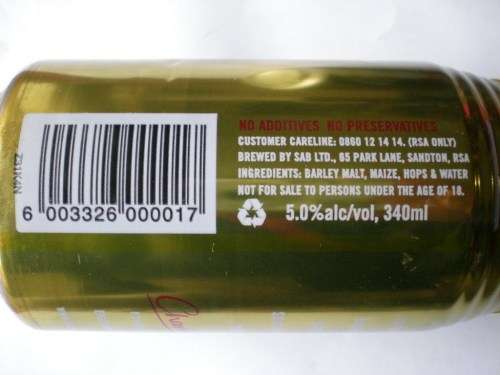 NO ADDITIVES NO PRESERVATIVES
CUSTOMER CARELINE: 0860 12 14 14. (RSA ONLY)
BREWED BY SAB LTD., 65 PARK LANE, SANDTON, RSA
INGREDIENTS: BARLEY MALT, MAIZE, HOPS & WATER
NOT FOR SALE TO PERSONS UNDER THE AGE OF 18.
5.0%alc/vol, 340ml
6 003326 000017